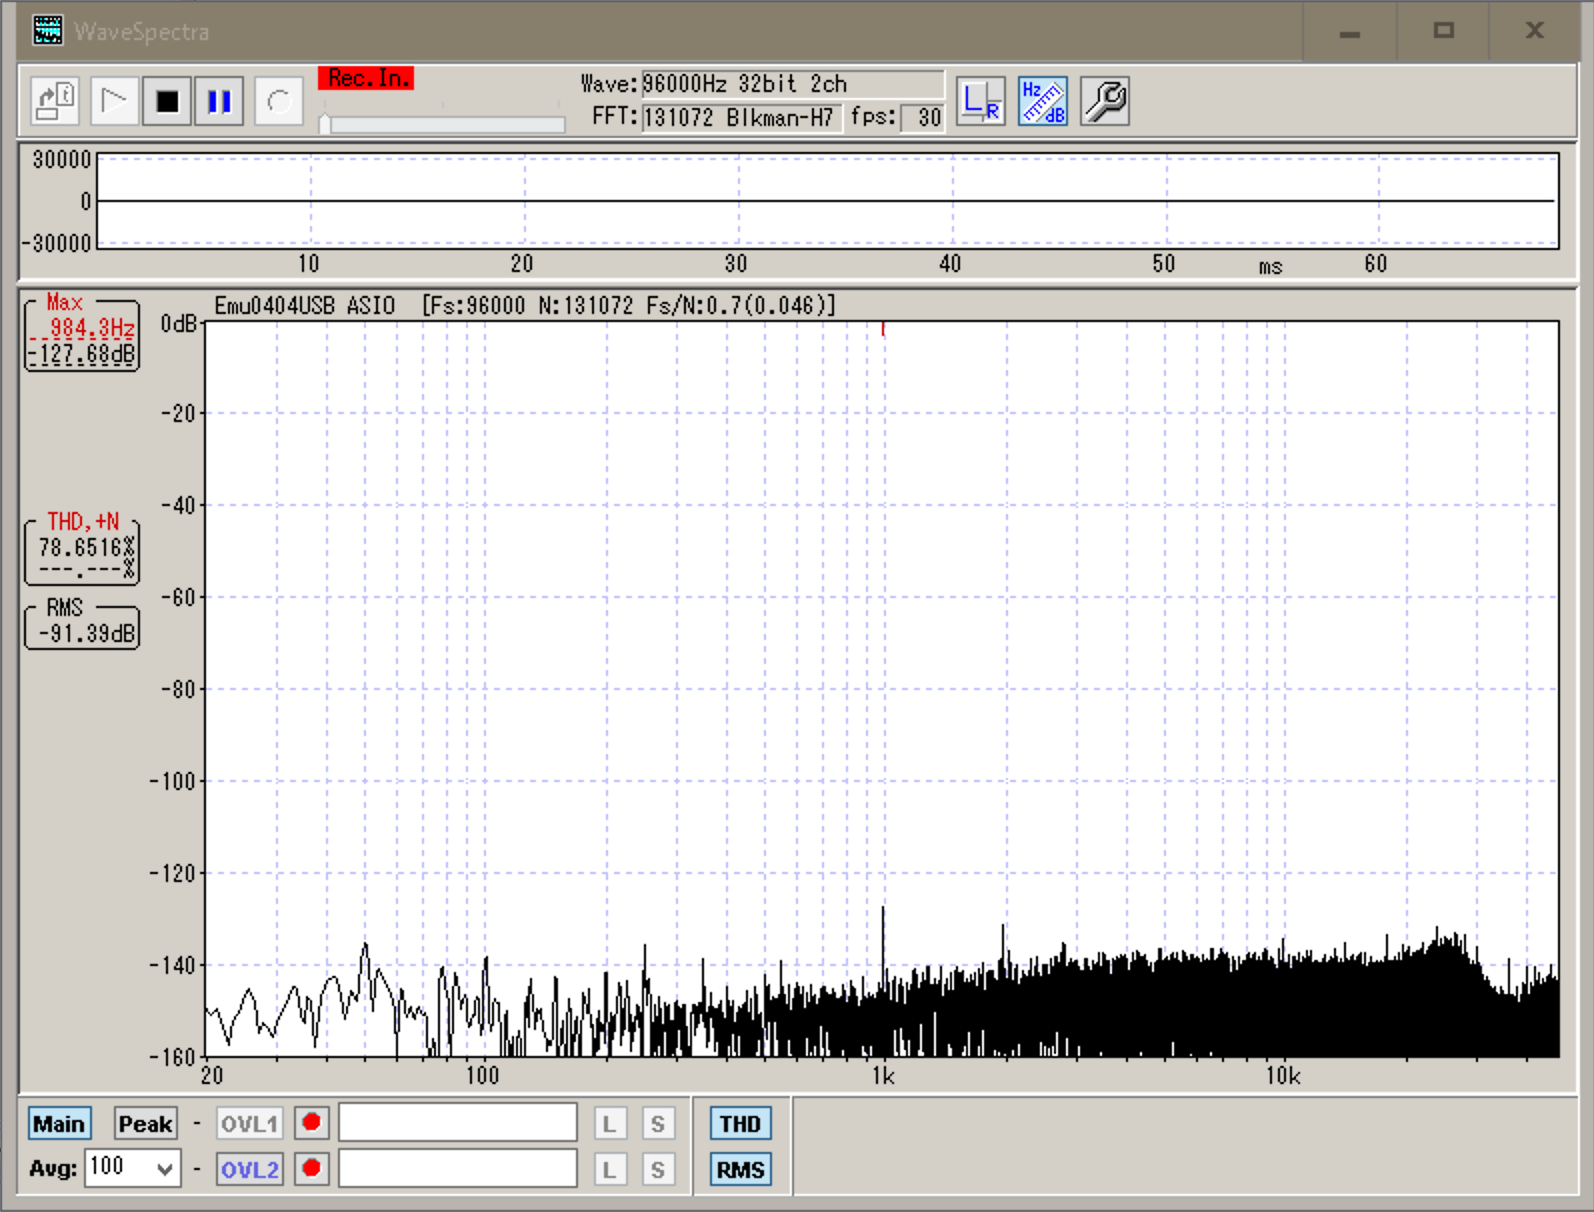 WaveSpectra
Rec.In.
Wave: 96000Hz 32bit 2ch
FFT: 131072 Blkman-H7 fps: 30
L R
Hz dB
30000
0
-30000
10 20 30 40 50 ms 60
Max
984.3Hz
-127.68dB
Emu0404USB ASIO [Fs:96000 N:131072 Fs/N:0.7(0.046)]
0dB
-20
-40
THD,+N
78.6516%
---.---%
-60
RMS
-91.39dB
-80
-100
-120
-140
-160
20 100 1k 10k
Main Peak - OVL1 L S THD
Avg: 100 - OVL2 L S RMS